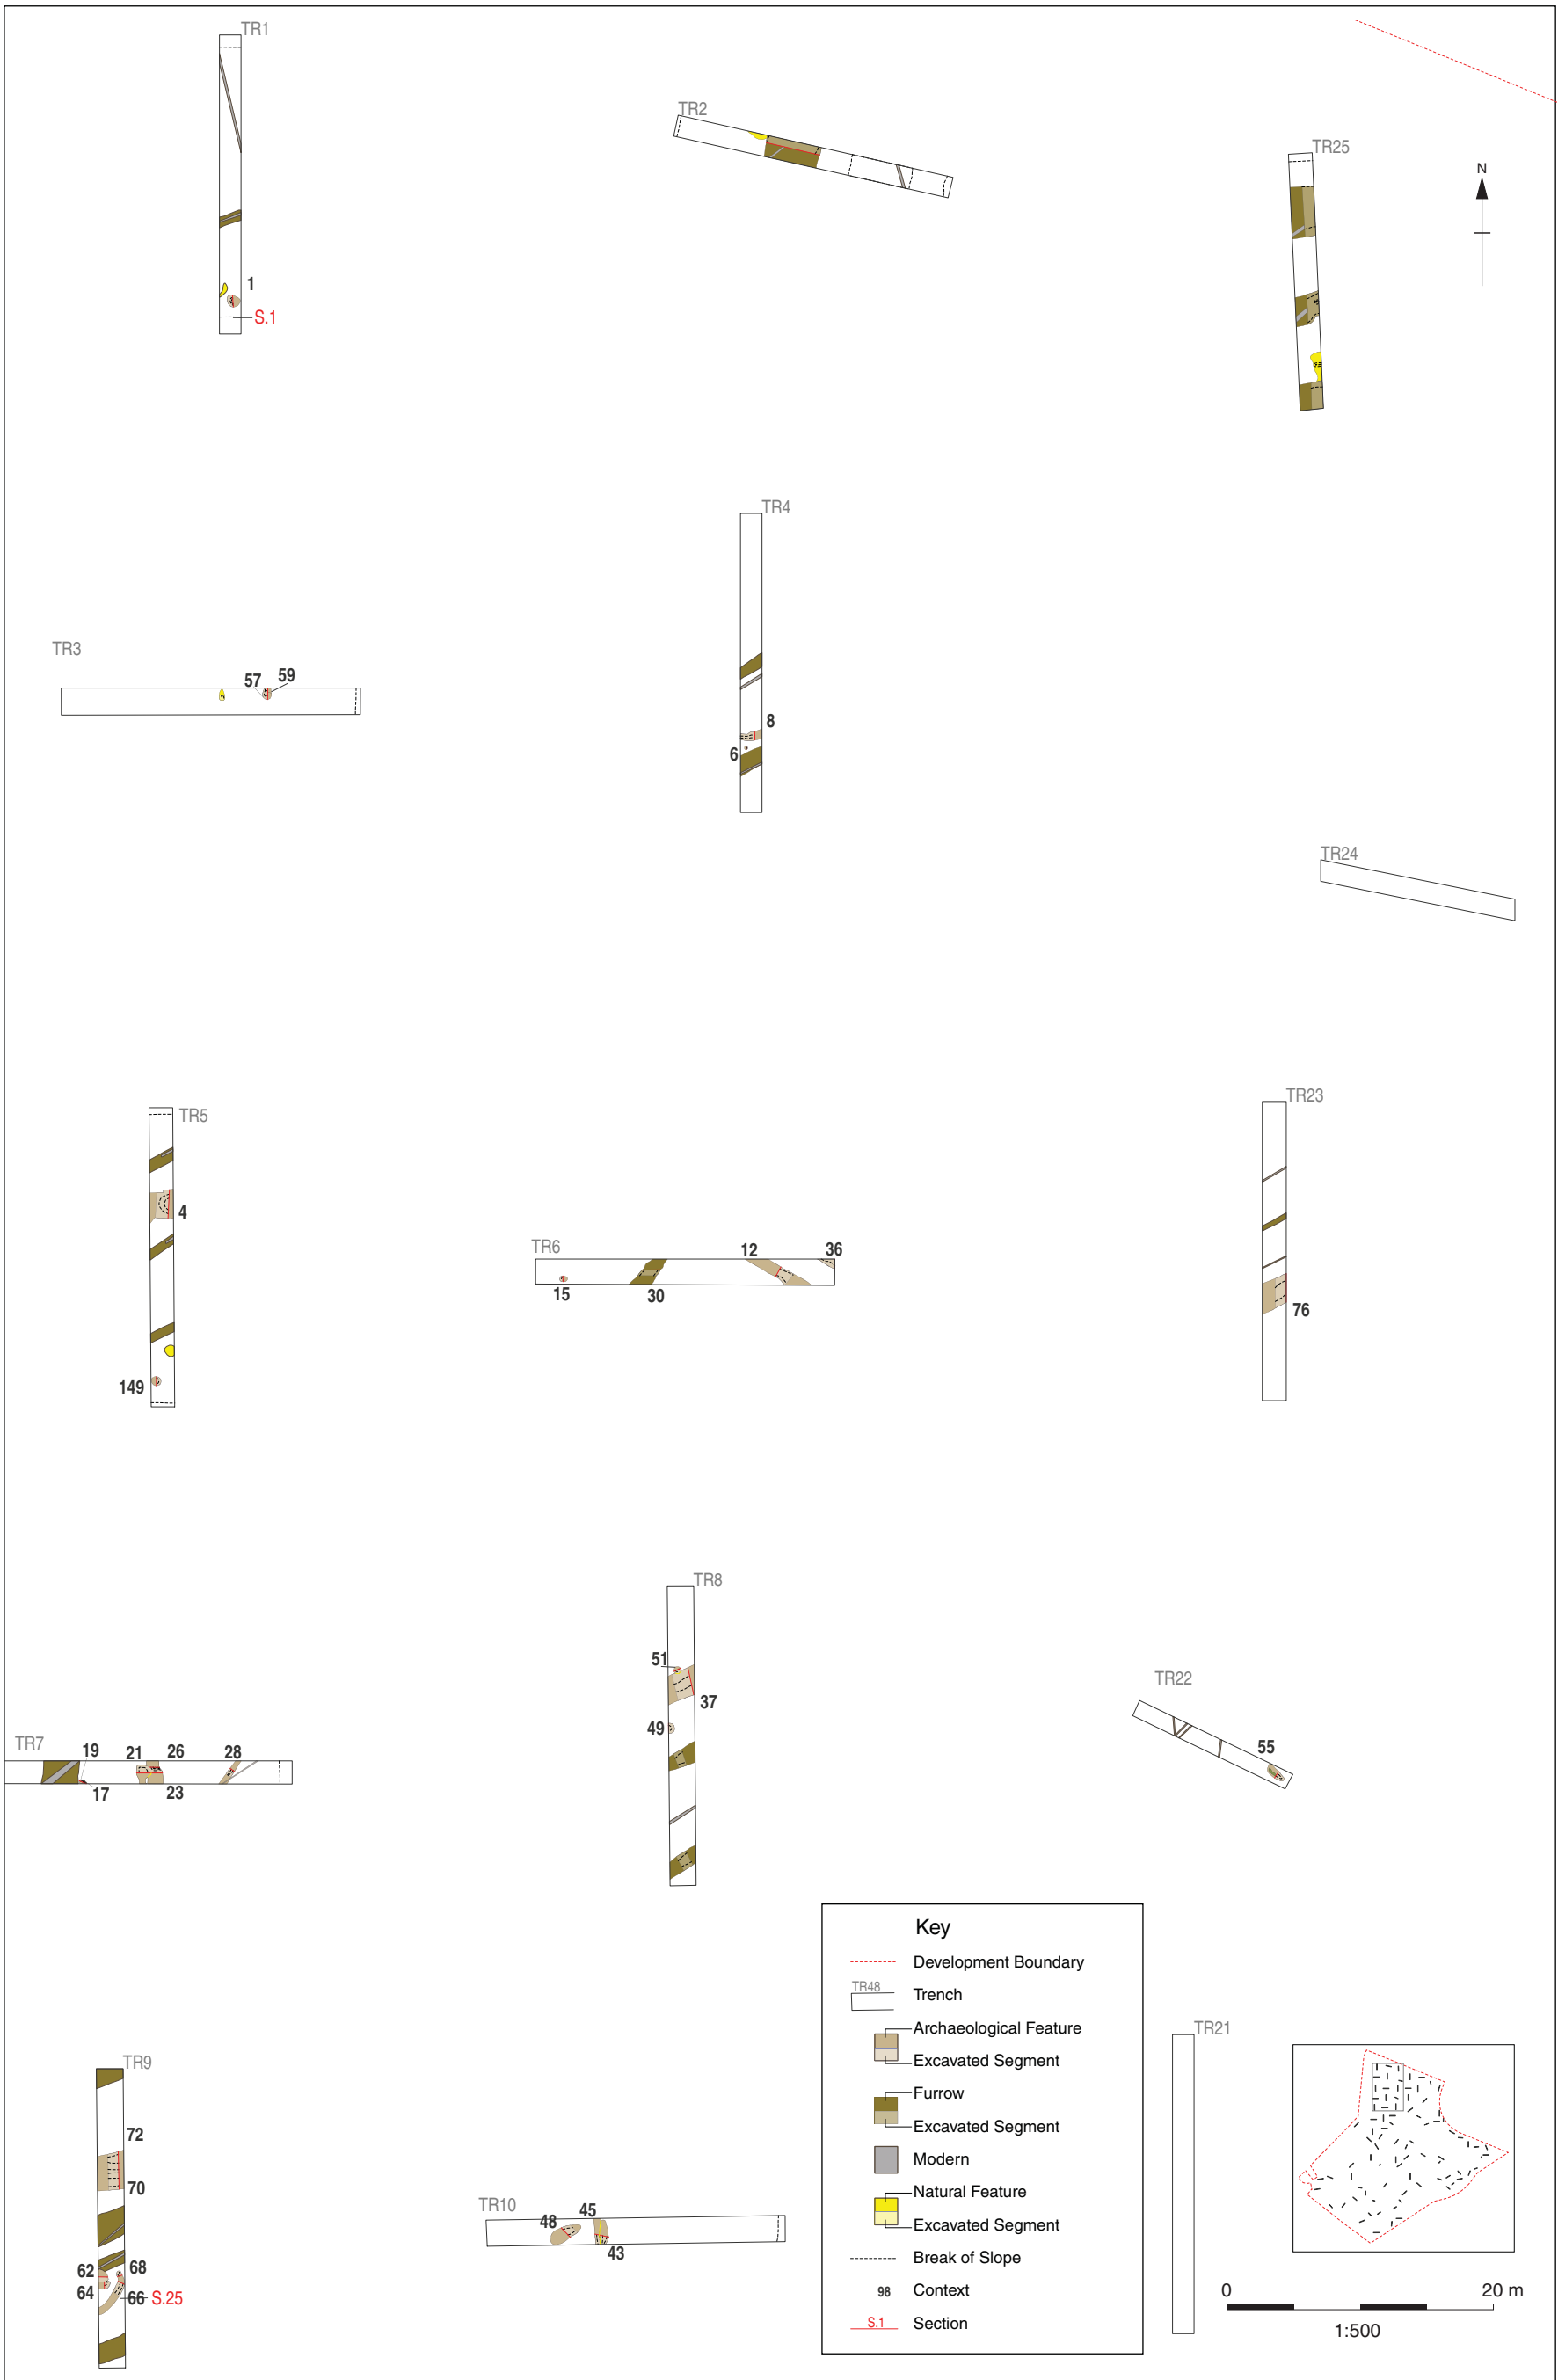 TR1
TR2
TR25
N
1
S.1
TR4
TR3
57
59
8
6
TR24
TR5
TR23
4
TR6
12
36
15
30
76
149
TR8
51
37
49
TR22
55
TR7
19
21
26
28
17
23
Key
Development Boundary
TR48
Trench
Archaeological Feature
Excavated Segment
Furrow
Excavated Segment
Modern
Natural Feature
Excavated Segment
Break of Slope
98 Context
S.1 Section
TR21
TR9
72
70
62
68
64
66 S.25
TR10
48
45
43
0 20 m
1:500